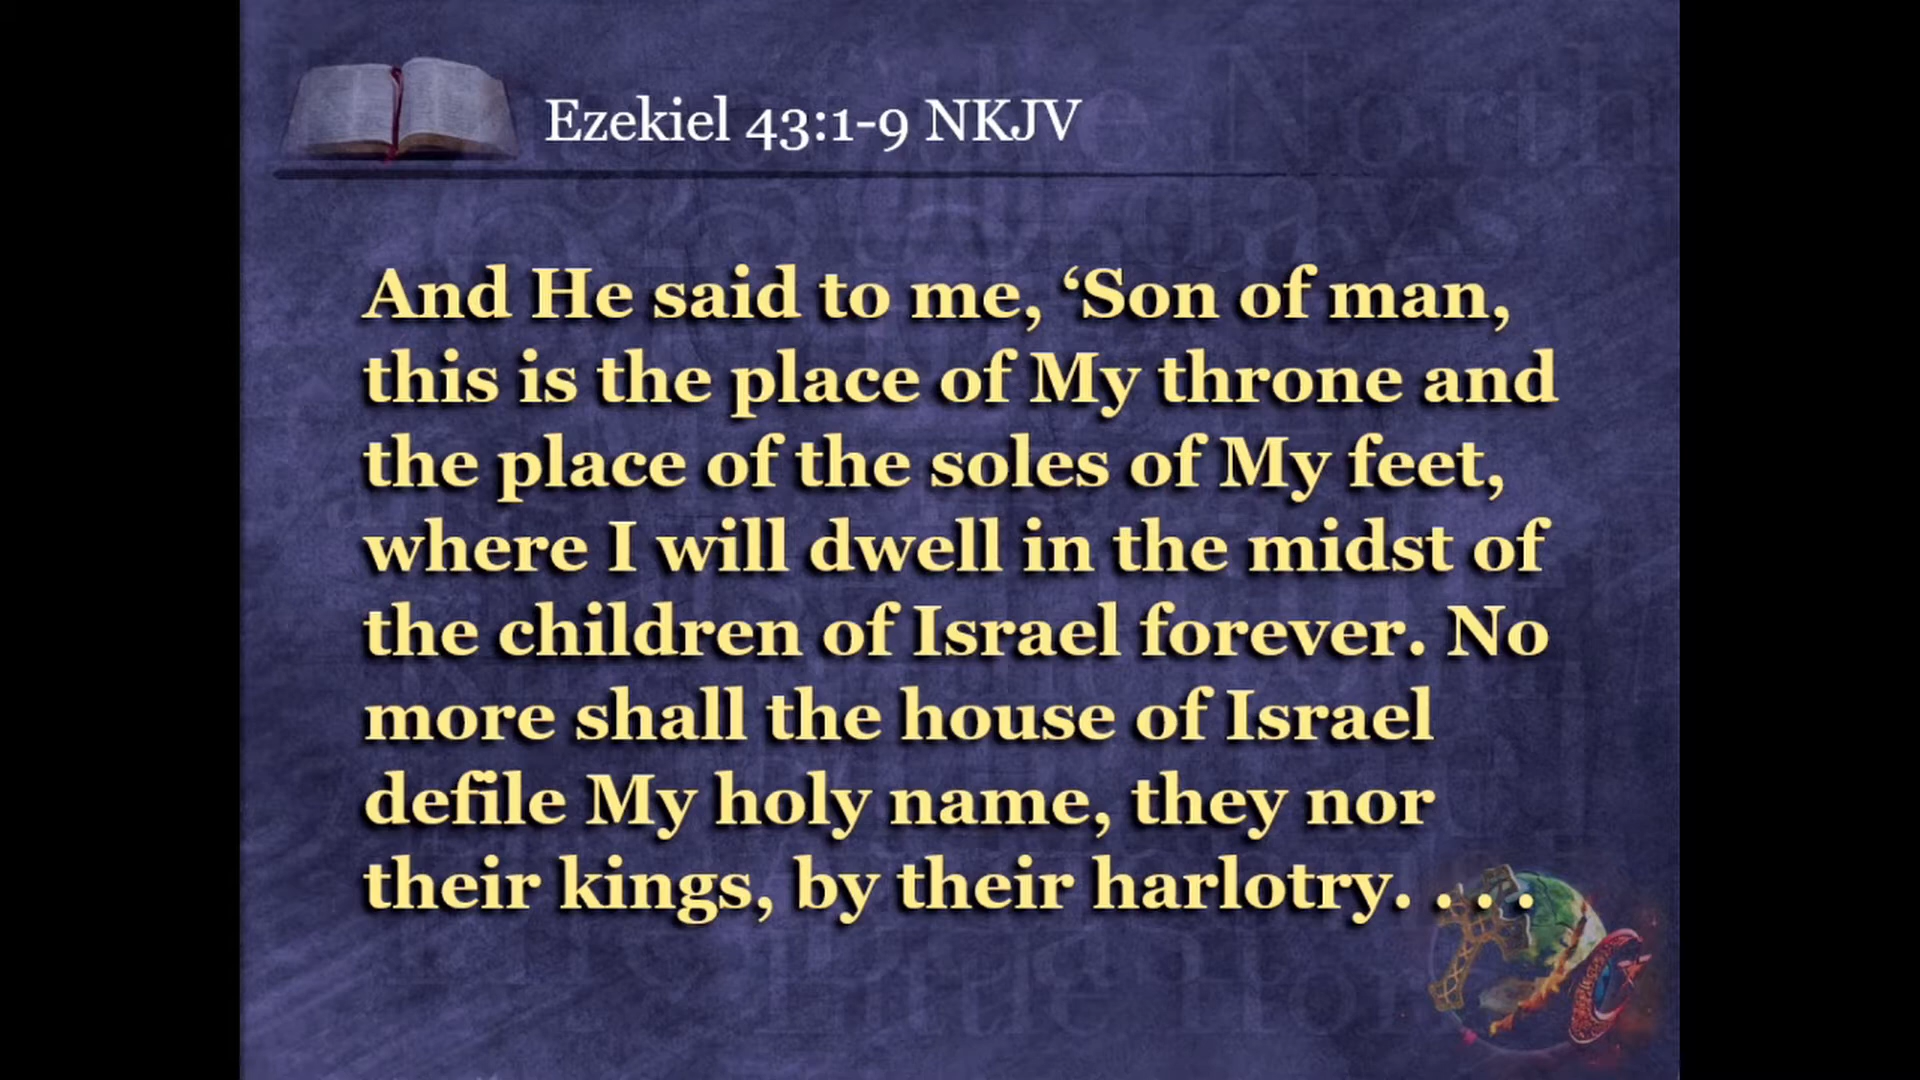 Ezekiel 43:1-9 NKJV
And He said to me, ‘Son of man,
this is the place of My throne and
the place of the soles of My feet,
where I will dwell in the midst of
the children of Israel forever. No
more shall the house of Israel
defile My holy name, they nor
their kings, by their harlotry. . . .